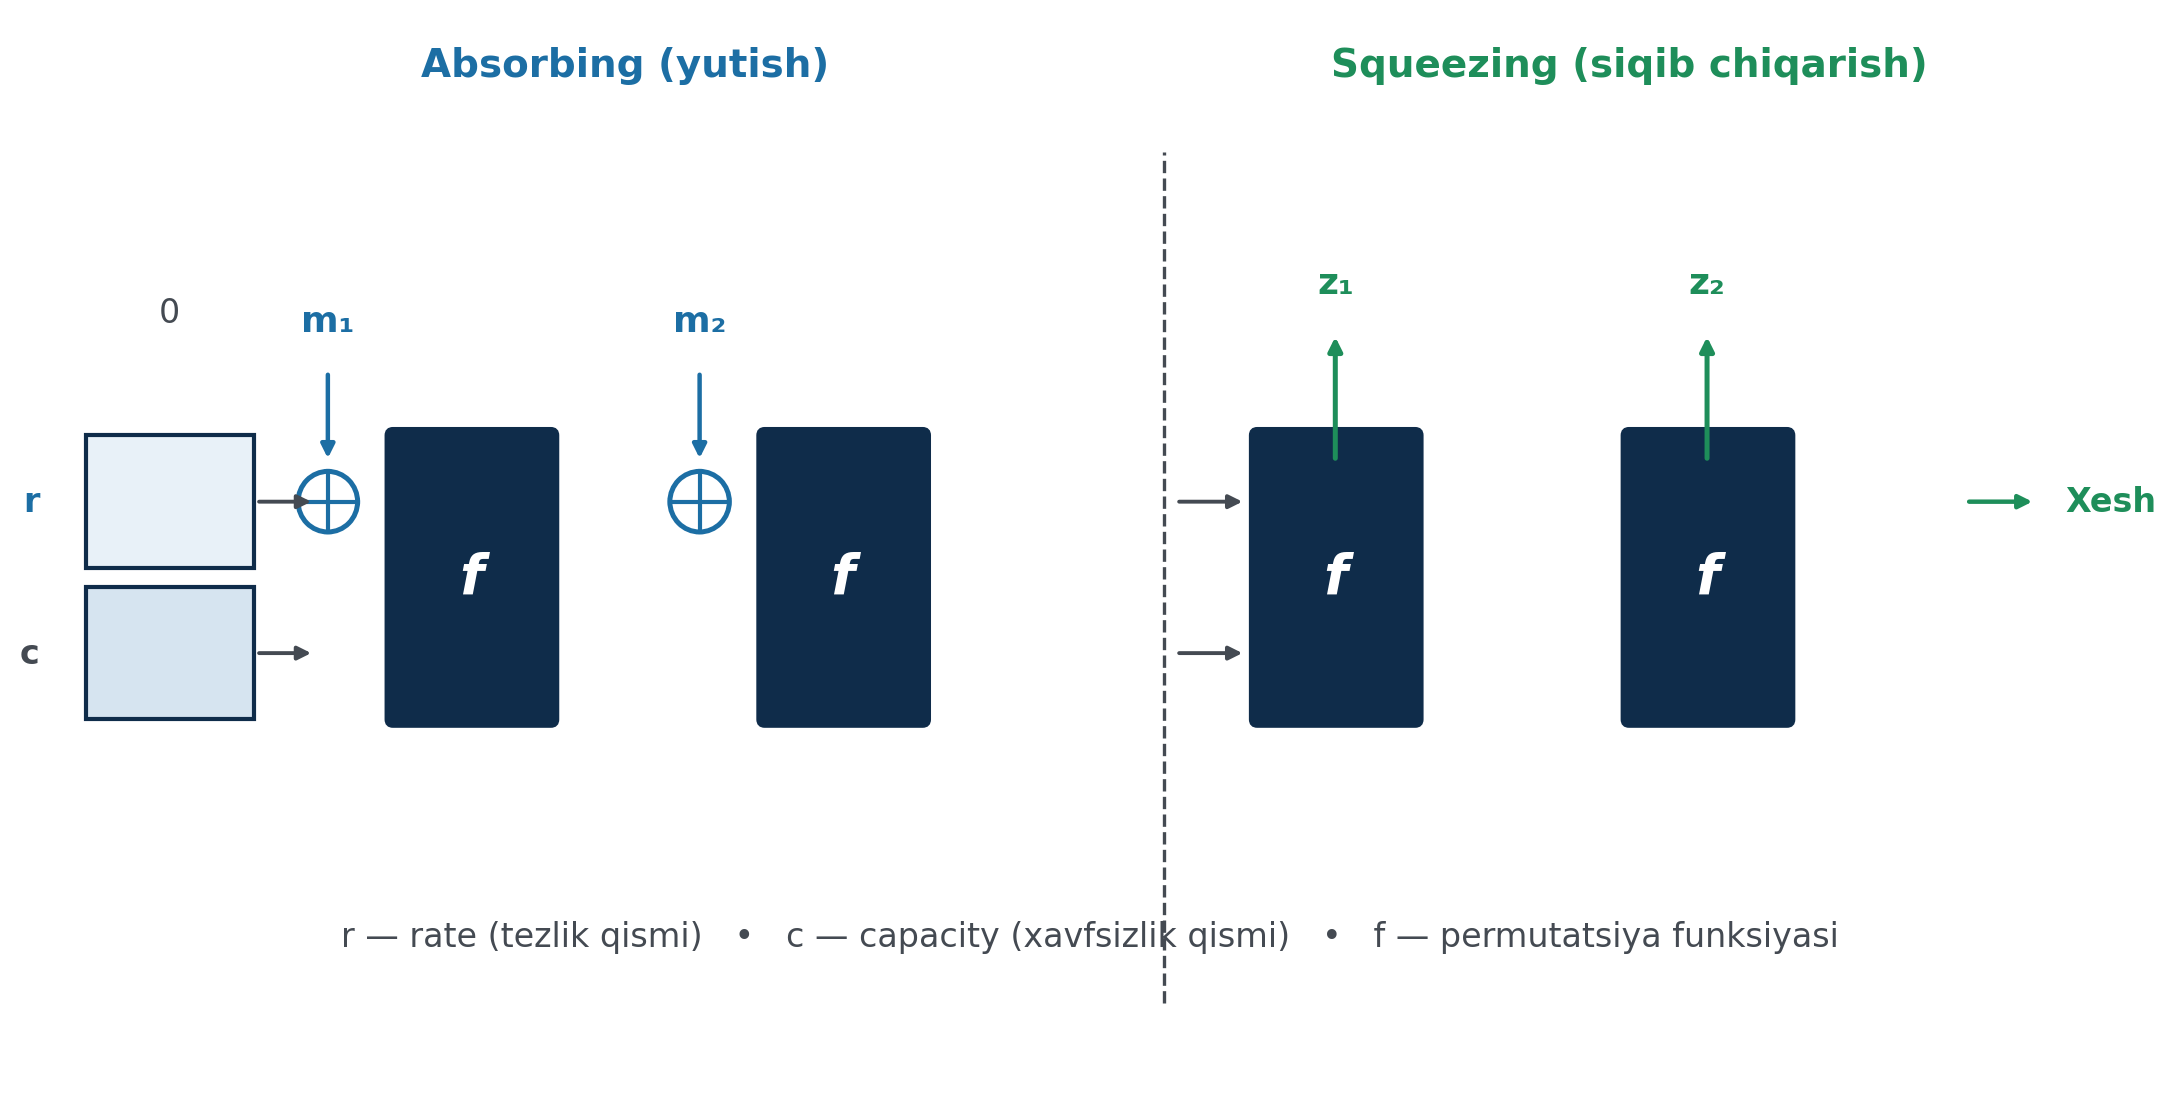 Absorbing (yutish)
Squeezing (siqib chiqarish)
0
m₁
m₂
z₁
z₂
r
c
f
f
f
f
Xesh
r — rate (tezlik qismi) • c — capacity (xavfsizlik qismi) • f — permutatsiya funksiyasi